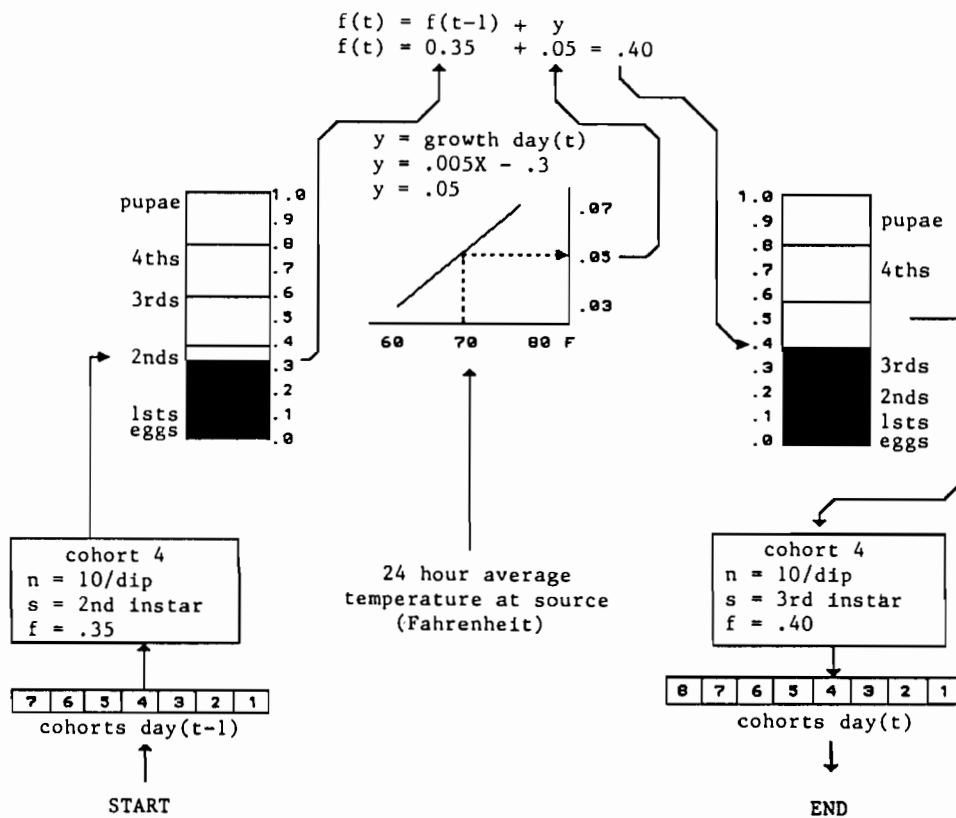 f(t) = f(t-1) + y
f(t) = 0.35 + .05 = .40
y = growth day(t)
y = .005X - .3
y = .05
pupae
4ths
3rds
2nds
1sts
eggs
1.0
.9
.8
.7
.6
.5
.4
.3
.2
.1
.0
.07
.05
.03
60 70 80 F
1.0
.9
.8
.7
.6
.5
.4
.3
.2
.1
.0
pupae
4ths
3rds
2nds
1sts
eggs
cohort 4
n = 10/dip
s = 2nd instar
f = .35
24 hour average
temperature at source
(Fahrenheit)
cohort 4
n = 10/dip
s = 3rd instar
f = .40
7 6 5 4 3 2 1
cohorts day(t-1)
START
8 7 6 5 4 3 2 1
cohorts day(t)
END